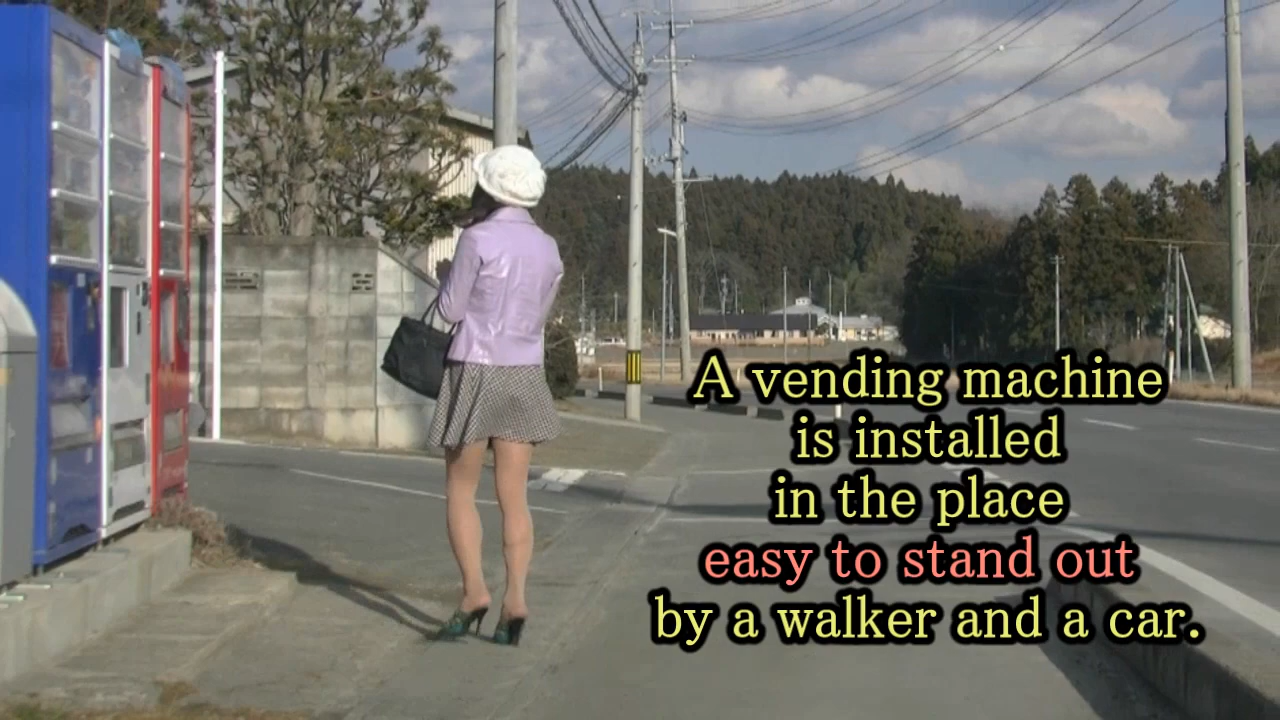 A vending machine
is installed
in the place
easy to stand out
by a walker and a car.